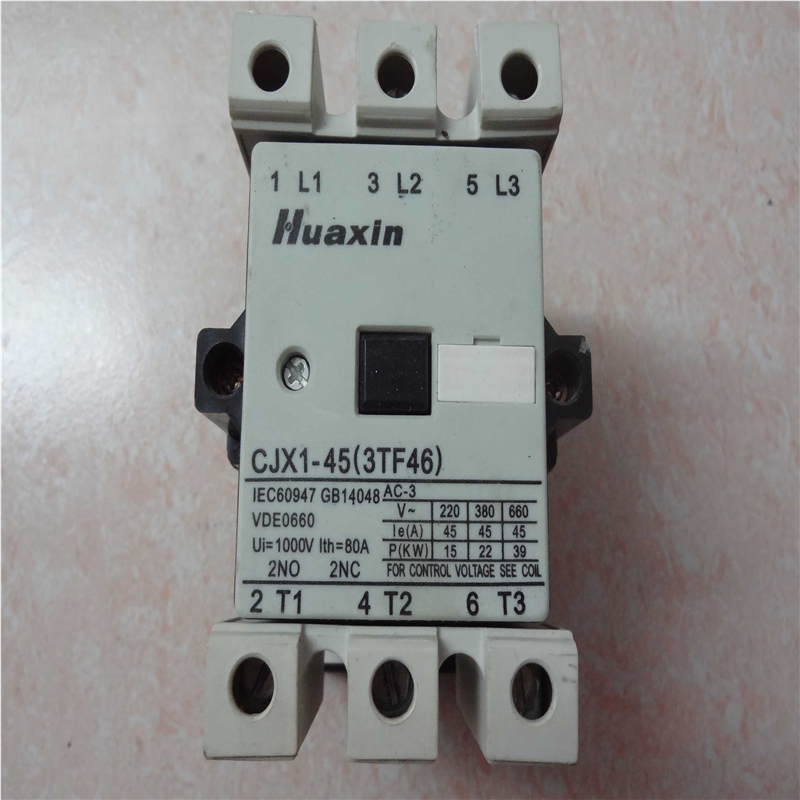 1 L1 3 L2 5 L3
Huaxin
CJX1-45(3TF46)
IEC60947 GB14048
VDE0660
Ui=1000V Ith=80A
2NO 2NC
AC-3
V~ 220 380 660
Ie(A) 45 45 45
P(KW) 15 22 39
FOR CONTROL VOLTAGE SEE COIL
2 T1 4 T2 6 T3